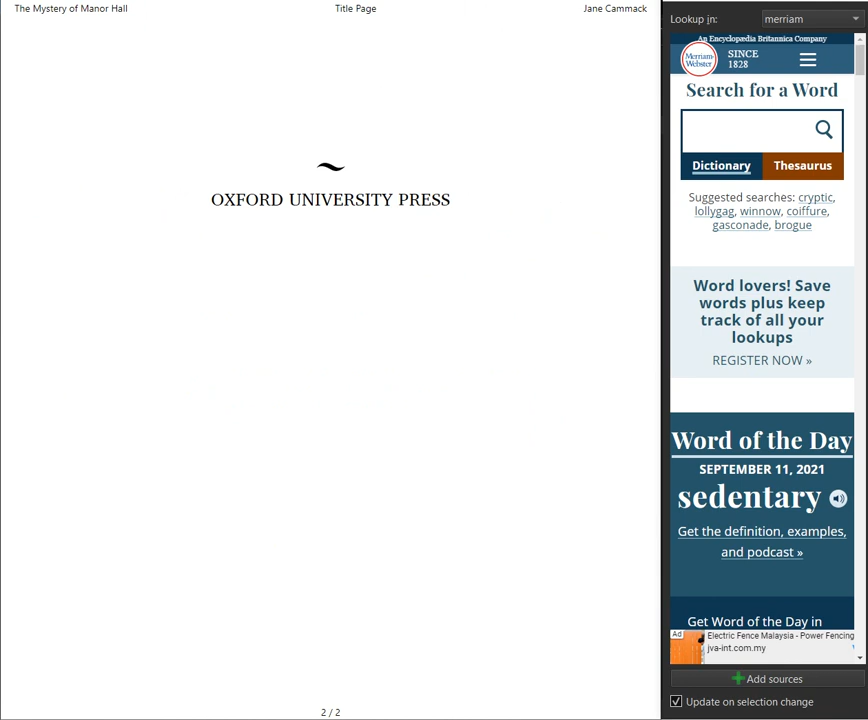 The Mystery of Manor Hall
Title Page
Jane Cammack
~
OXFORD UNIVERSITY PRESS
2 / 2
Lookup in:
merriam
An Encyclopædia Britannica Company
Merriam-
Webster
SINCE
1828
Search for a Word
Dictionary
Thesaurus
Suggested searches: cryptic,
lollygag, winnow, coiffure,
gasconade, brogue
Word lovers! Save
words plus keep
track of all your
lookups
REGISTER NOW »
Word of the Day
SEPTEMBER 11, 2021
sedentary
Get the definition, examples,
and podcast »
Get Word of the Day in
Ad
Electric Fence Malaysia - Power Fencing
jva-int.com.my
Add sources
Update on selection change